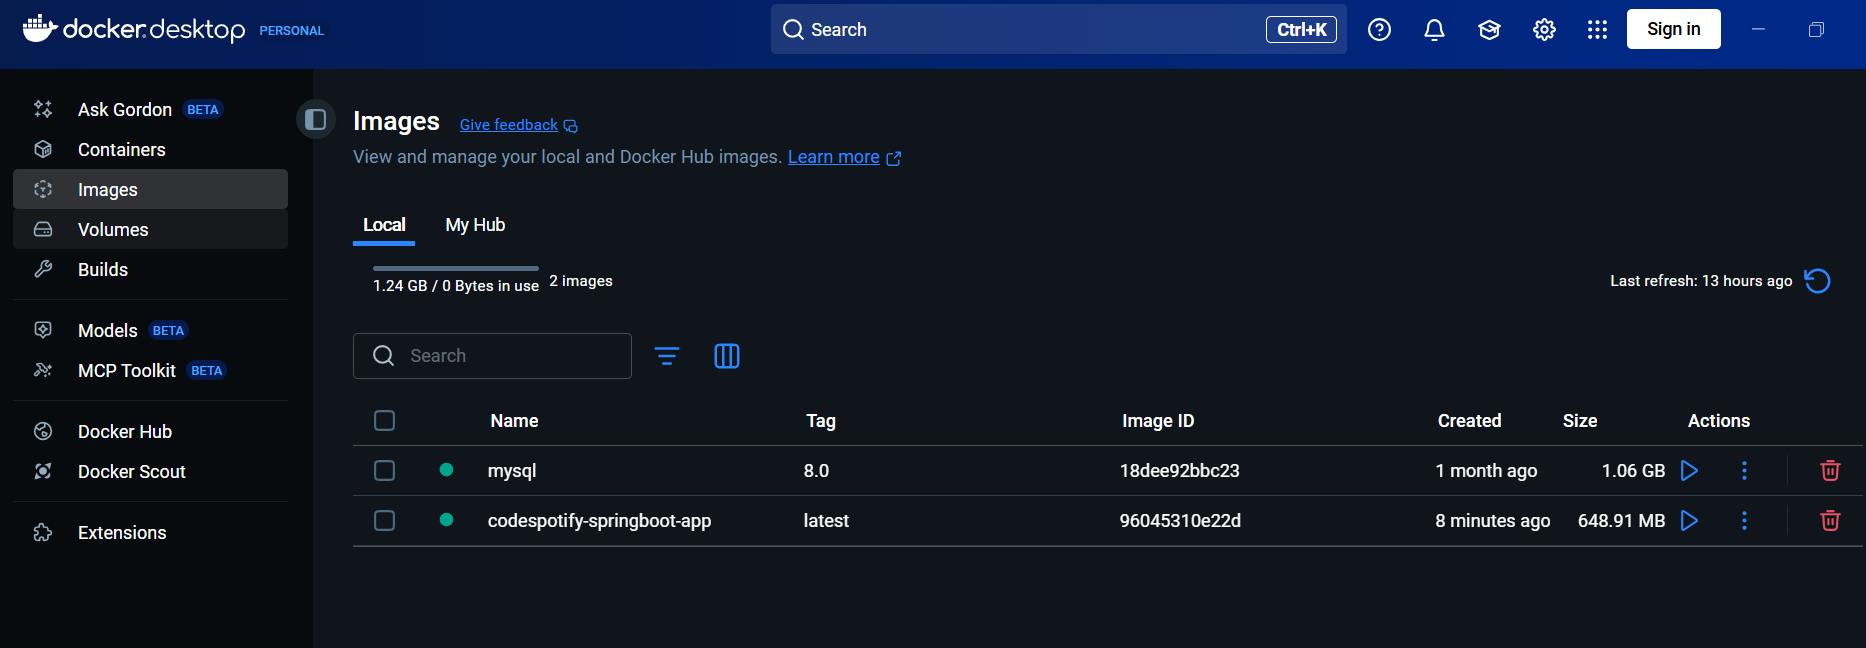 docker.desktop PERSONAL
Search
Ctrl+K
Sign in
Ask Gordon BETA
Containers
Images
Volumes
Builds
Models BETA
MCP Toolkit BETA
Docker Hub
Docker Scout
Extensions
Images Give feedback
View and manage your local and Docker Hub images. Learn more
Local My Hub
1.24 GB / 0 Bytes in use 2 images
Last refresh: 13 hours ago
Search
Name Tag Image ID Created Size Actions
mysql 8.0 18dee92bbc23 1 month ago 1.06 GB
codespotify-springboot-app latest 96045310e22d 8 minutes ago 648.91 MB